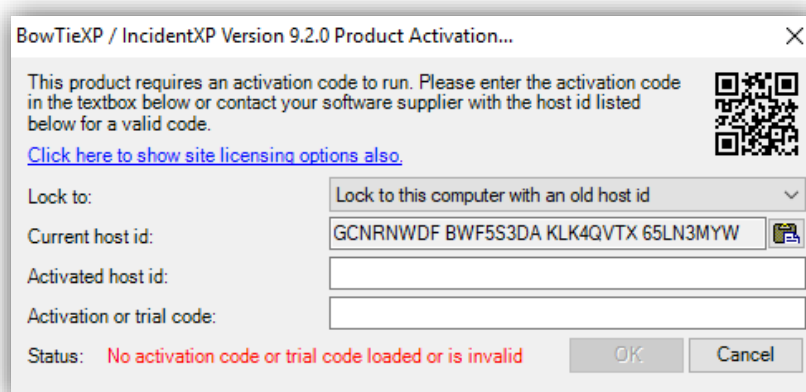 BowTieXP / IncidentXP Version 9.2.0 Product Activation...
This product requires an activation code to run. Please enter the activation code
in the textbox below or contact your software supplier with the host id listed
below for a valid code.
Click here to show site licensing options also.
Lock to: Lock to this computer with an old host id
Current host id: GCNRNWDF BWF5S3DA KLK4QVTX 65LN3MYW
Activated host id:
Activation or trial code:
Status: No activation code or trial code loaded or is invalid OK Cancel